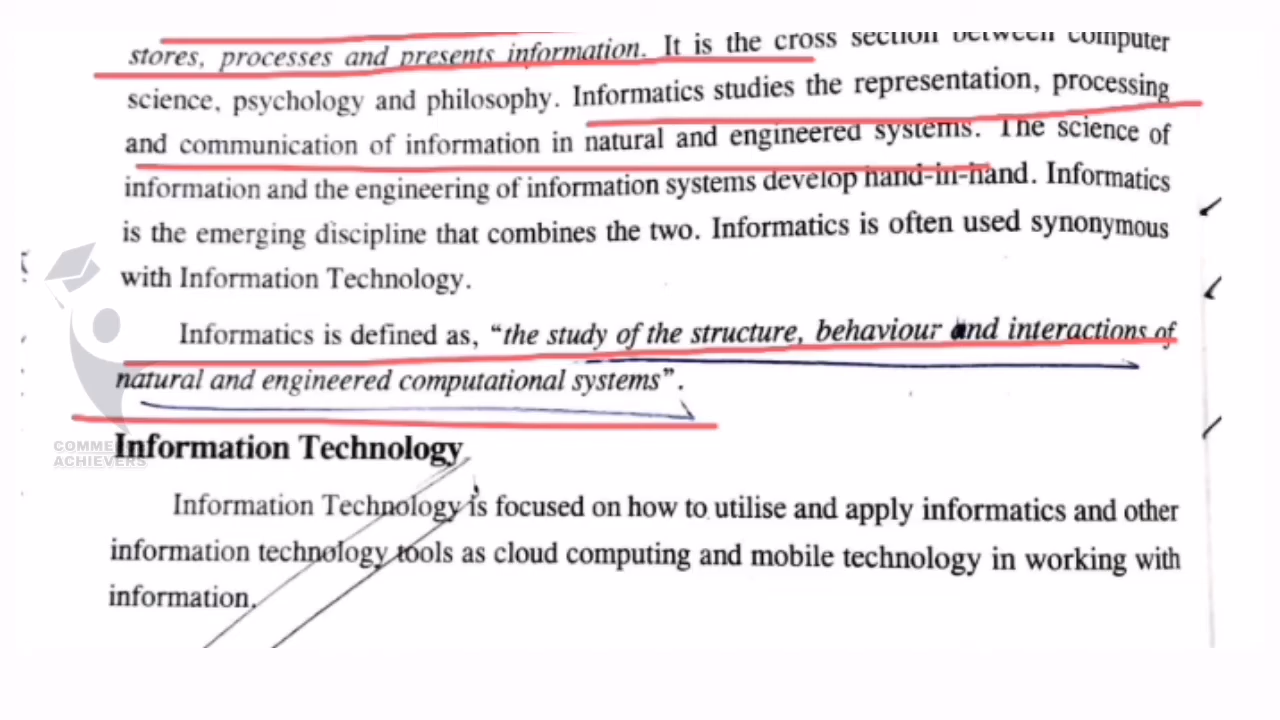 stores, processes and presents information. It is the cross section between computer
science, psychology and philosophy. Informatics studies the representation, processing
and communication of information in natural and engineered systems. The science of
information and the engineering of information systems develop hand-in-hand. Informatics
is the emerging discipline that combines the two. Informatics is often used synonymous
with Information Technology.
Informatics is defined as, “the study of the structure, behaviour and interactions of
natural and engineered computational systems”.
Information Technology
Information Technology is focused on how to utilise and apply informatics and other
information technology tools as cloud computing and mobile technology in working with
information.
ACHIEVERS